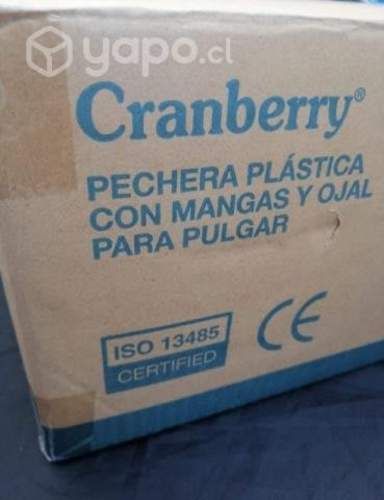 yapo.cl
Cranberry®
PECHERA PLÁSTICA
CON MANGAS Y OJAL
PARA PULGAR
ISO 13485
CERTIFIED
CE